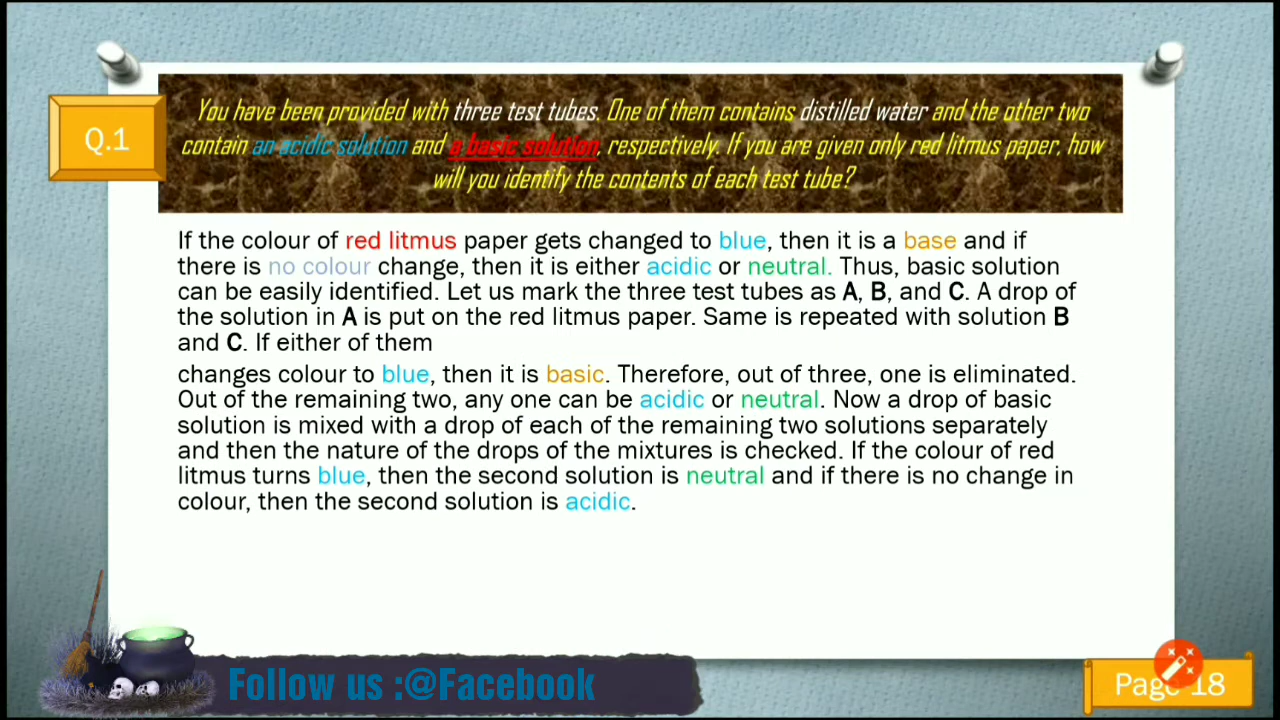 Q.1
You have been provided with three test tubes. One of them contains distilled water and the other two
contain an acidic solution and a basic solution, respectively. If you are given only red litmus paper, how
will you identify the contents of each test tube?
If the colour of red litmus paper gets changed to blue, then it is a base and if
there is no colour change, then it is either acidic or neutral. Thus, basic solution
can be easily identified. Let us mark the three test tubes as A, B, and C. A drop of
the solution in A is put on the red litmus paper. Same is repeated with solution B
and C. If either of them
changes colour to blue, then it is basic. Therefore, out of three, one is eliminated.
Out of the remaining two, any one can be acidic or neutral. Now a drop of basic
solution is mixed with a drop of each of the remaining two solutions separately
and then the nature of the drops of the mixtures is checked. If the colour of red
litmus turns blue, then the second solution is neutral and if there is no change in
colour, then the second solution is acidic.
Follow us :@Facebook
Page 18